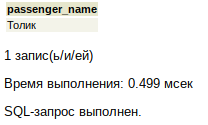 passenger_name
Толик
1 запис(ь/и/ей)
Время выполнения: 0.499 мсек
SQL-запрос выполнен.